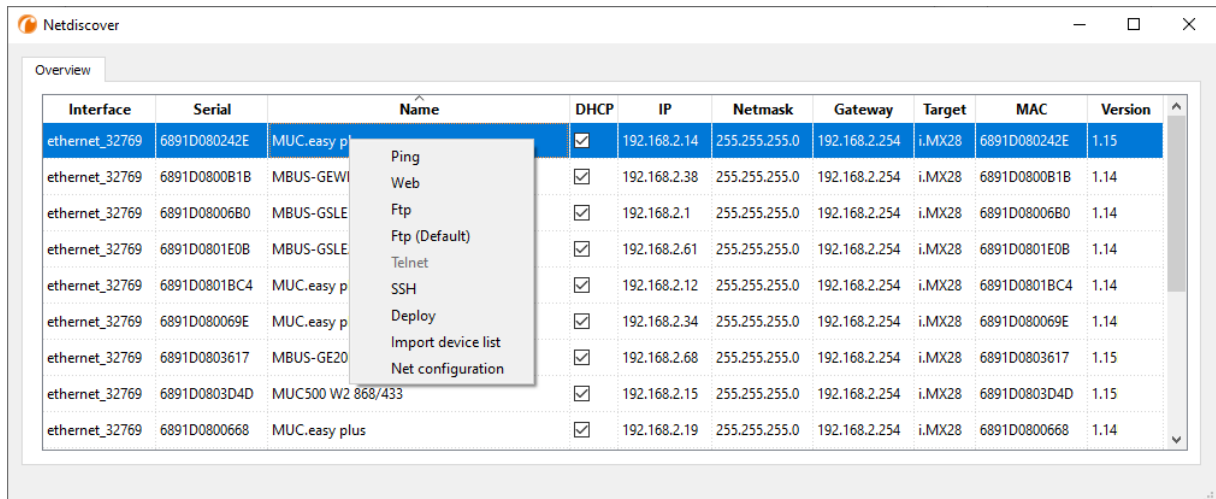 Netdiscover
Overview
Interface Serial Name DHCP IP Netmask Gateway Target MAC Version
ethernet_32769 6891D080242E MUC.easy 192.168.2.14 255.255.255.0 192.168.2.254 i.MX28 6891D080242E 1.15
ethernet_32769 6891D0800B1B 192.168.2.38 255.255.255.0 192.168.2.254 i.MX28 6891D0800B1B 1.14
ethernet_32769 6891D08006B0 192.168.2.1 255.255.255.0 192.168.2.254 i.MX28 6891D08006B0 1.14
ethernet_32769 6891D0801E0B 192.168.2.61 255.255.255.0 192.168.2.254 i.MX28 6891D0801E0B 1.14
ethernet_32769 6891D0801BC4 MUC.easy 192.168.2.12 255.255.255.0 192.168.2.254 i.MX28 6891D0801BC4 1.14
ethernet_32769 6891D080069E MUC.easy 192.168.2.34 255.255.255.0 192.168.2.254 i.MX28 6891D080069E 1.14
ethernet_32769 6891D0803617 192.168.2.68 255.255.255.0 192.168.2.254 i.MX28 6891D0803617 1.15
ethernet_32769 6891D0803D4D MUC500 W2 868/433 192.168.2.15 255.255.255.0 192.168.2.254 i.MX28 6891D0803D4D 1.15
ethernet_32769 6891D0800668 MUC.easy plus 192.168.2.19 255.255.255.0 192.168.2.254 i.MX28 6891D0800668 1.14
Ping
Web
Ftp
Ftp (Default)
Telnet
SSH
Deploy
Import device list
Net configuration